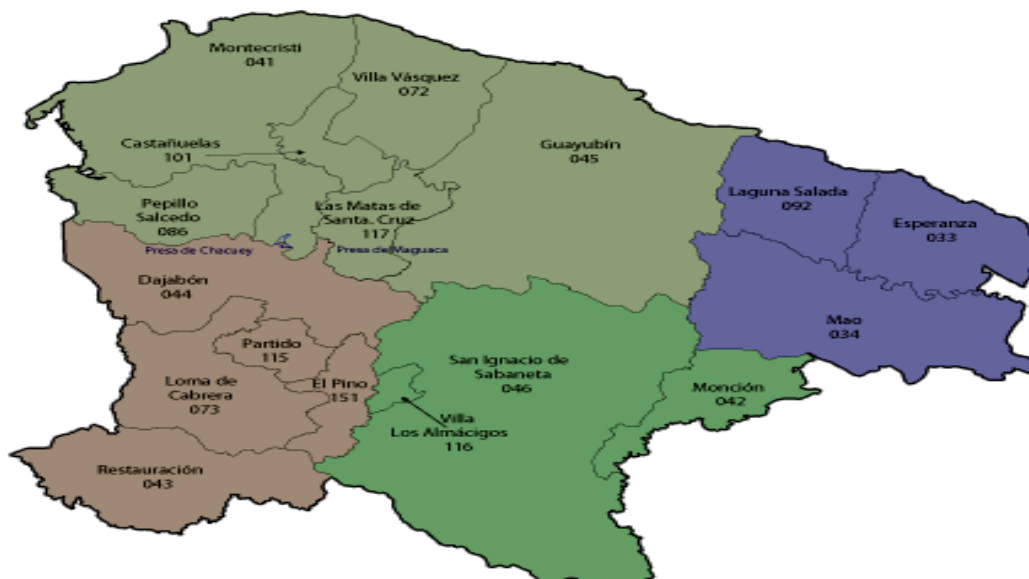 Montecristi
041
Villa Vásquez
072
Castañuelas
101
Guayubín
045
Laguna Salada
092
Esperanza
033
Pepillo
Salcedo
086
Las Matas de
Santa. Cruz
117
Presa de Chacuey
Presa de Maguaca
Dajabón
044
Mao
034
Partido
115
San Ignacio de
Sabaneta
046
Loma de
Cabrera
073
El Pino
151
Monción
042
Villa
Los Almácigos
116
Restauración
043